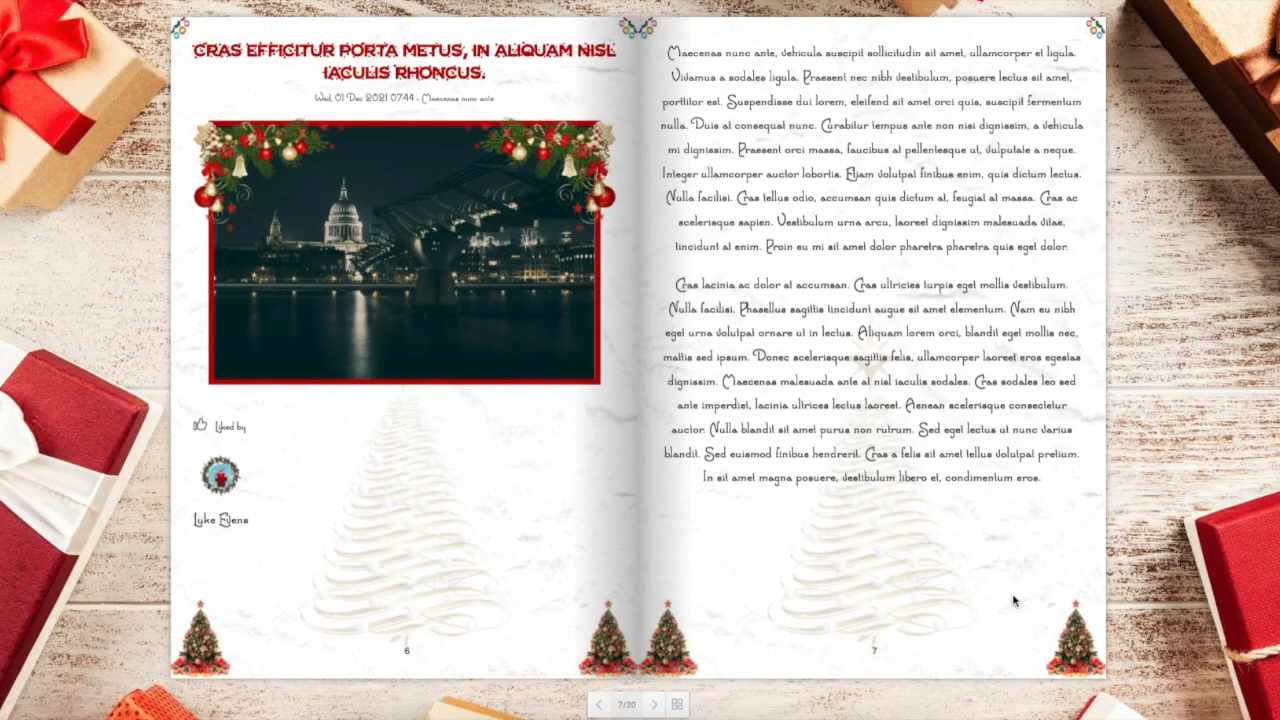 CRAS EFFICITUR PORTA METUS, IN ALIQUAM NISL
IACULIS RHONCUS.
Wed, 01 Dec 2021 07:44 - Maecenas nunc ante
Liked by
Lyke Evens
6
Maecenas nunc ante, vehicula suscipit sollicitudin sit amet, ullamcorper et ligula.
Vivamus a sodales ligula. Praesent nec nibh vestibulum, posuere lectus sit amet,
porttitor est. Suspendisse dui lorem, eleifend sit amet orci quis, suscipit fermentum
nulla. Duis at consequat nunc. Curabitur tempus ante non nisi dignissim, a vehicula
mi dignissim. Praesent orci massa, faucibus at pellentesque ut, vulputate a neque.
Integer ullamcorper auctor lobortis. Etiam volutpat finibus enim, quis dictum lectus.
Nulla facilisi. Cras tellus odio, accumsan quis dictum at, feugiat at massa. Cras ac
scelerisque sapien. Vestibulum urna arcu, laoreet dignissim malesuada vitae,
tincidunt at enim. Proin eu mi sit amet dolor pharetra pharetra quis eget dolor.
Cras lacinia ac dolor at accumsan. Cras ultricies turpis eget mollis vestibulum.
Nulla facilisi. Phasellus sagittis tincidunt augue sit amet elementum. Nam eu nibh
eget urna volutpat ornare ut in lectus. Aliquam lorem orci, blandit eget mollis nec,
mattis sed ipsum. Donec scelerisque sagittis felis, ullamcorper laoreet eros egestas
dignissim. Maecenas malesuada ante at nisl iaculis sodales. Cras sodales leo sed
ante imperdiet, lacinia ultrices lectus laoreet. Aenean scelerisque consectetur
auctor. Nulla blandit sit amet purus non rutrum. Sed eget lectus ut nunc varius
blandit. Sed euismod finibus hendrerit. Cras a felis sit amet tellus volutpat pretium.
In sit amet magna posuere, vestibulum libero et, condimentum eros.
7
7/20